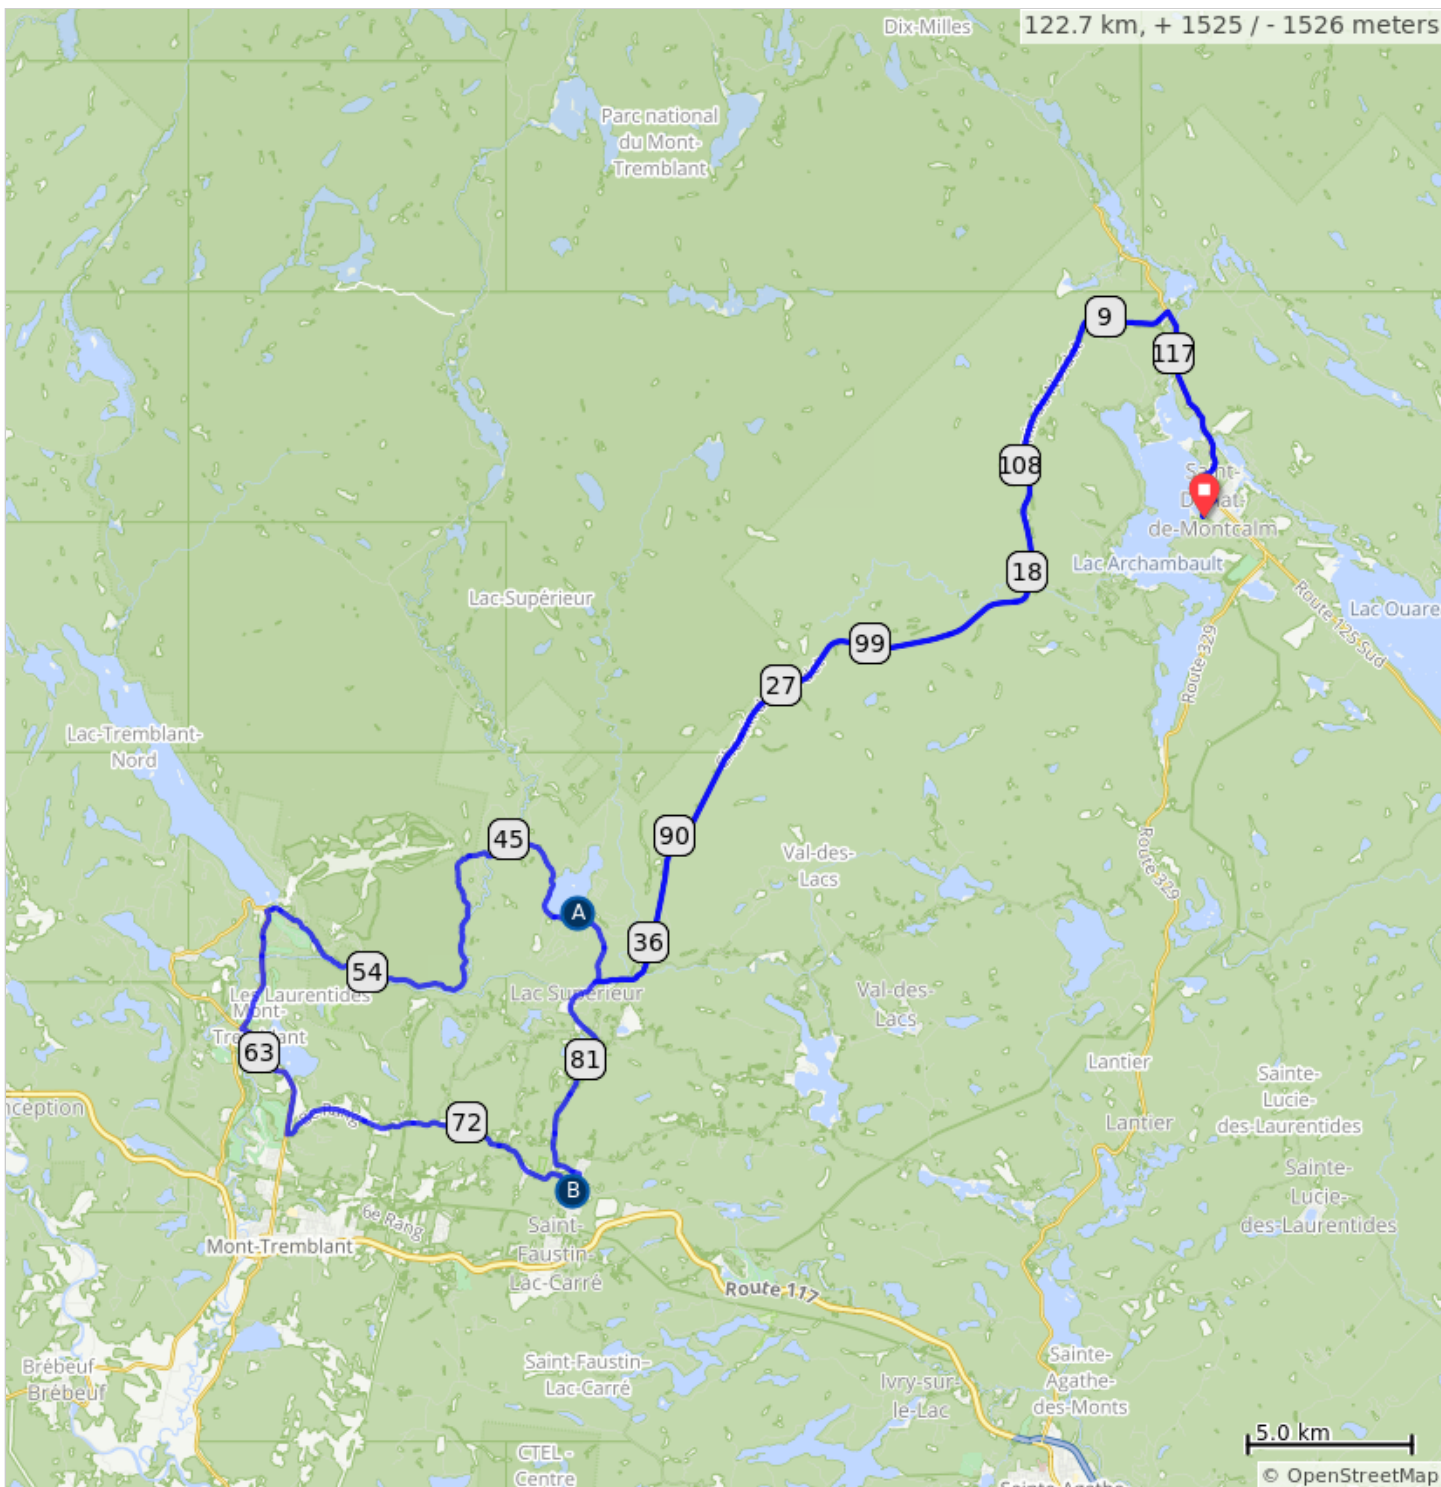 Dix-Milles
122.7 km, + 1525 / - 1526 meters
Parc national
du Mont-
Tremblant
9
117
108
Saint-
de-Montcalm
18
Lac Archambault
Lac-Supérieur
Route 125 Sud
Lac Ouare
99
Route 329
27
Lac-Tremblant-
Nord
45
90
Val-des-
Lacs
Route 329
A
36
54
Lac Supérieur
Val-des-
Lacs
Les Laurentides
Mont-
63
81
Lantier
Sainte-
Lucie-
des-Laurentides
nception
Rang
72
Lantier
Sainte-
Lucie-
des-Laurentides
B
6e Rang
Saint-
Faustin-
Lac-Carré
Mont-Tremblant
Route 117
Brébeuf
Brébeuf
Saint-Faustin-
Lac-Carré
Ivry-sur-
le-Lac
Sainte-
Agathe-
des-Monts
5.0 km
CTEL -
Centre
© OpenStreetMap